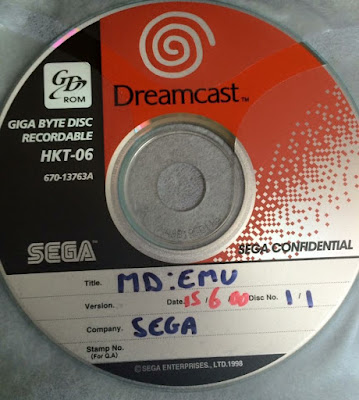 GD
ROM
Dreamcast™
GIGA BYTE DISC
RECORDABLE
HKT-06
670-13763A
SEGA
SEGA CONFIDENTIAL
Title. MD:EMU
Version. Date. 15/6/00 Disc No. 1/1
Company. SEGA
Stamp No.
(For Q.A)
© SEGA ENTERPRISES., LTD. 1998